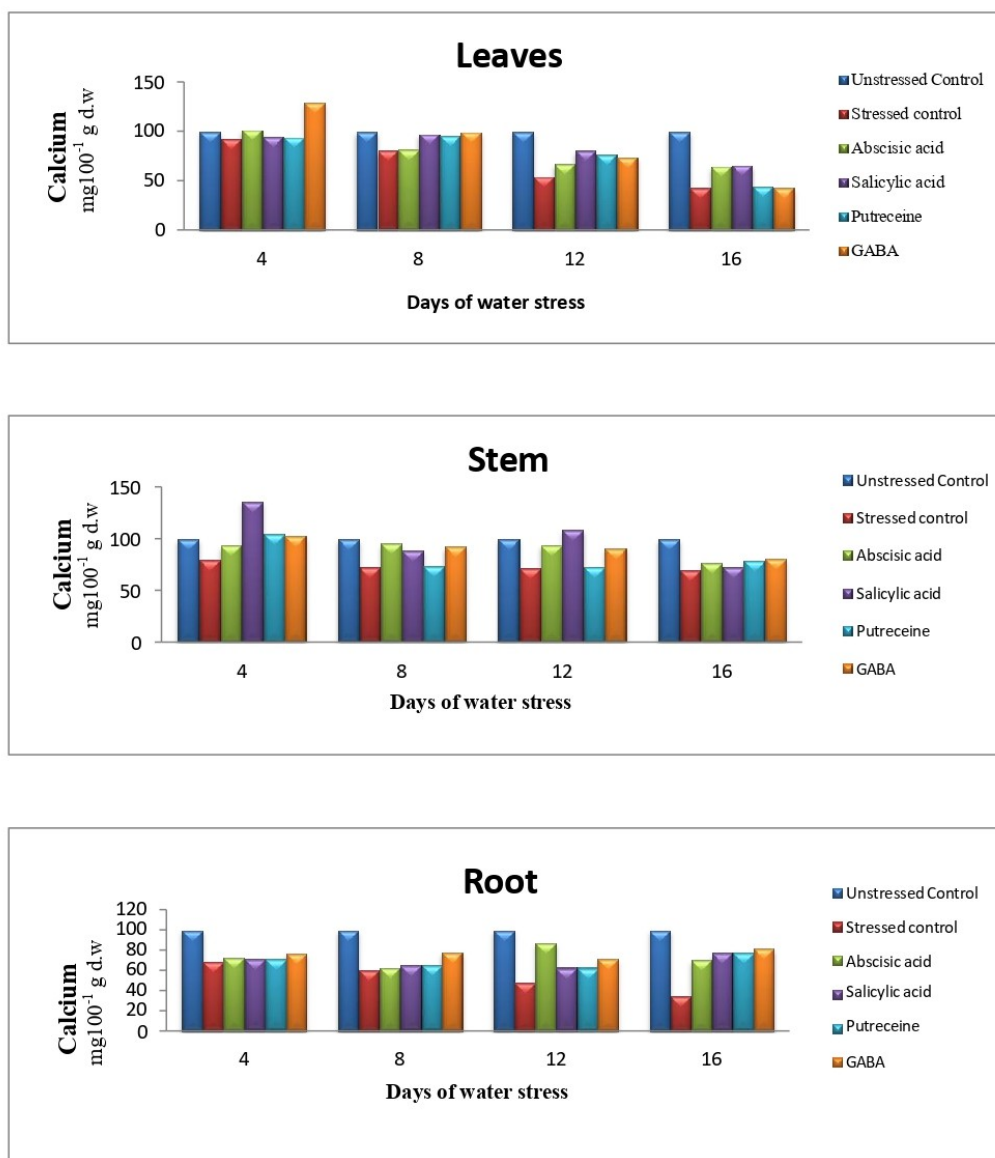 Leaves
Calcium
mg100-1 g d.w
150
100
50
0
4 8 12 16
Days of water stress
Unstressed Control
Stressed control
Abscisic acid
Salicylic acid
Putreceine
GABA
Stem
Calcium
mg100-1 g d.w
150
100
50
0
4 8 12 16
Days of water stress
Unstressed Control
Stressed control
Abscisic acid
Salicylic acid
Putreceine
GABA
Root
Calcium
mg100-1 g d.w
120
100
80
60
40
20
0
4 8 12 16
Days of water stress
Unstressed Control
Stressed control
Abscisic acid
Salicylic acid
Putreceine
GABA